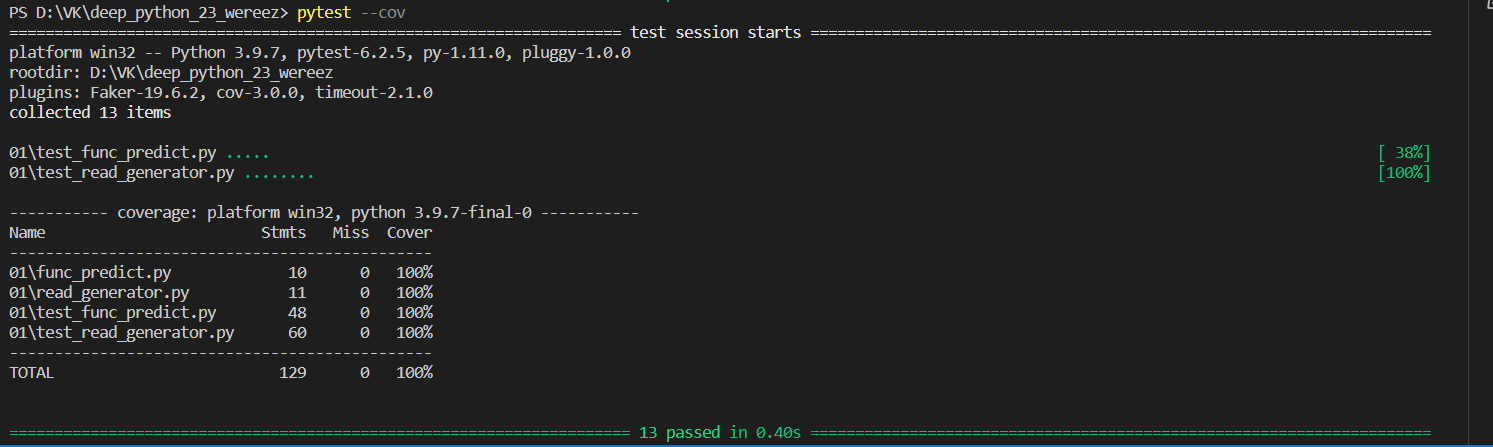 PS D:\VK\deep_python_23_wereez> pytest --cov
==================================================================== test session starts =====================================================================
platform win32 -- Python 3.9.7, pytest-6.2.5, py-1.11.0, pluggy-1.0.0
rootdir: D:\VK\deep_python_23_wereez
plugins: Faker-19.6.2, cov-3.0.0, timeout-2.1.0
collected 13 items
01\test_func_predict.py ..... [ 38%]
01\test_read_generator.py ........ [100%]
----------- coverage: platform win32, python 3.9.7-final-0 -----------
Name                        Stmts   Miss  Cover
-----------------------------------------------
01\func_predict.py             10      0   100%
01\read_generator.py           11      0   100%
01\test_func_predict.py        48      0   100%
01\test_read_generator.py      60      0   100%
-----------------------------------------------
TOTAL                         129      0   100%
===================================================================== 13 passed in 0.40s =====================================================================